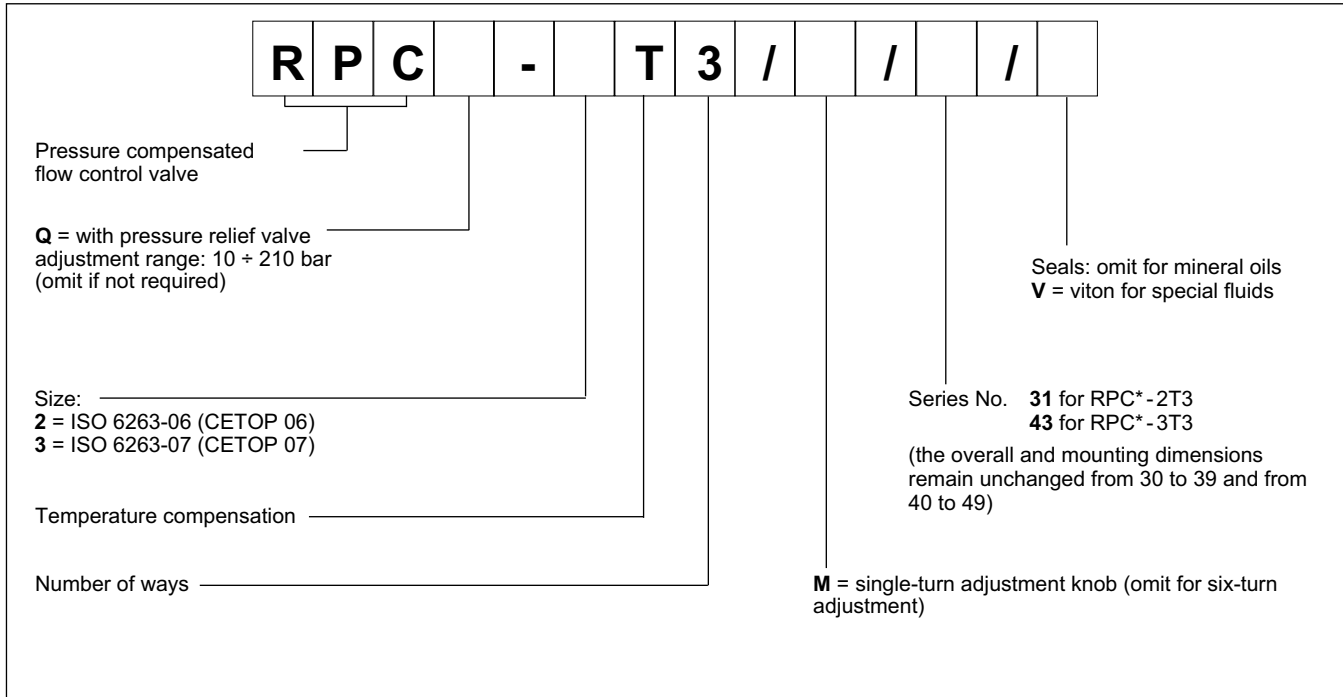 R P C - T 3 / / /
Pressure compensated
flow control valve
Q = with pressure relief valve
adjustment range: 10 ÷ 210 bar
(omit if not required)
Seals: omit for mineral oils
V = viton for special fluids
Size:
2 = ISO 6263-06 (CETOP 06)
3 = ISO 6263-07 (CETOP 07)
Series No. 31 for RPC*-2T3
43 for RPC*-3T3
(the overall and mounting dimensions
remain unchanged from 30 to 39 and from
40 to 49)
Temperature compensation
Number of ways
M = single-turn adjustment knob (omit for six-turn
adjustment)